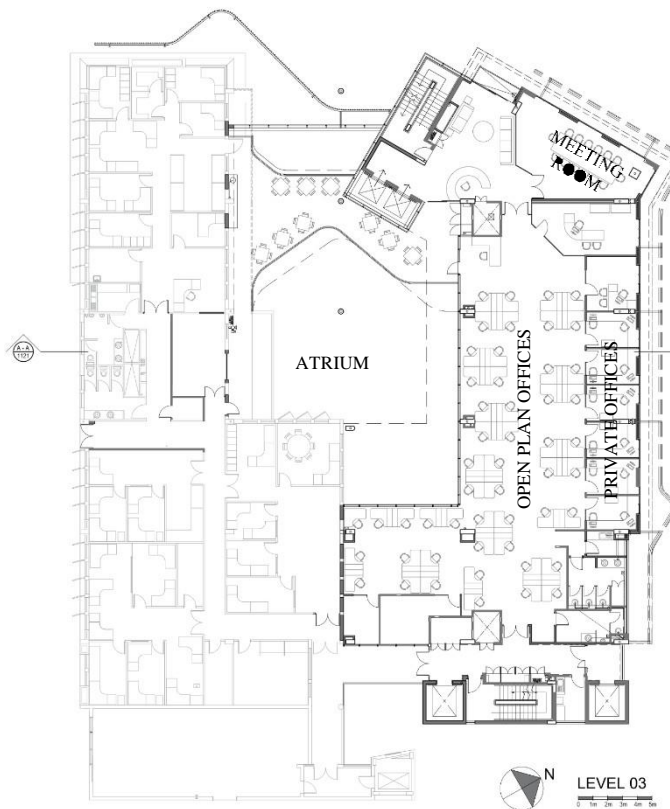 MEETING
ROOM
ATRIUM
OPEN PLAN OFFICES
PRIVATE OFFICES
A-A
N
LEVEL 03
0 1m 2m 3m 4m 5m